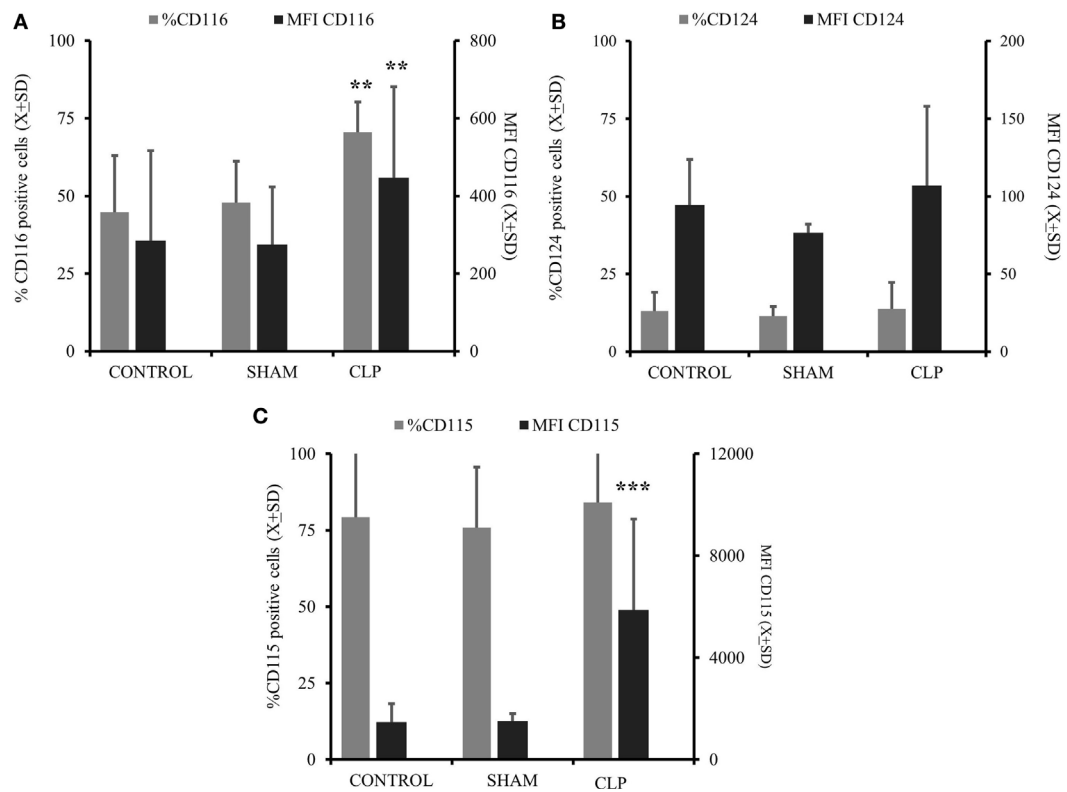 A
%CD116 MFI CD116
100
75
50
25
0
% CD116 positive cells (X±SD)
800
600
400
200
0
MFI CD116 (X±SD)
** **
CONTROL SHAM CLP
B
%CD124 MFI CD124
100
75
50
25
0
%CD124 positive cells (X±SD)
200
150
100
50
0
MFI CD124 (X±SD)
CONTROL SHAM CLP
C
%CD115 MFI CD115
100
75
50
25
0
%CD115 positive cells (X±SD)
12000
8000
4000
0
MFI CD115 (X±SD)
***
CONTROL SHAM CLP